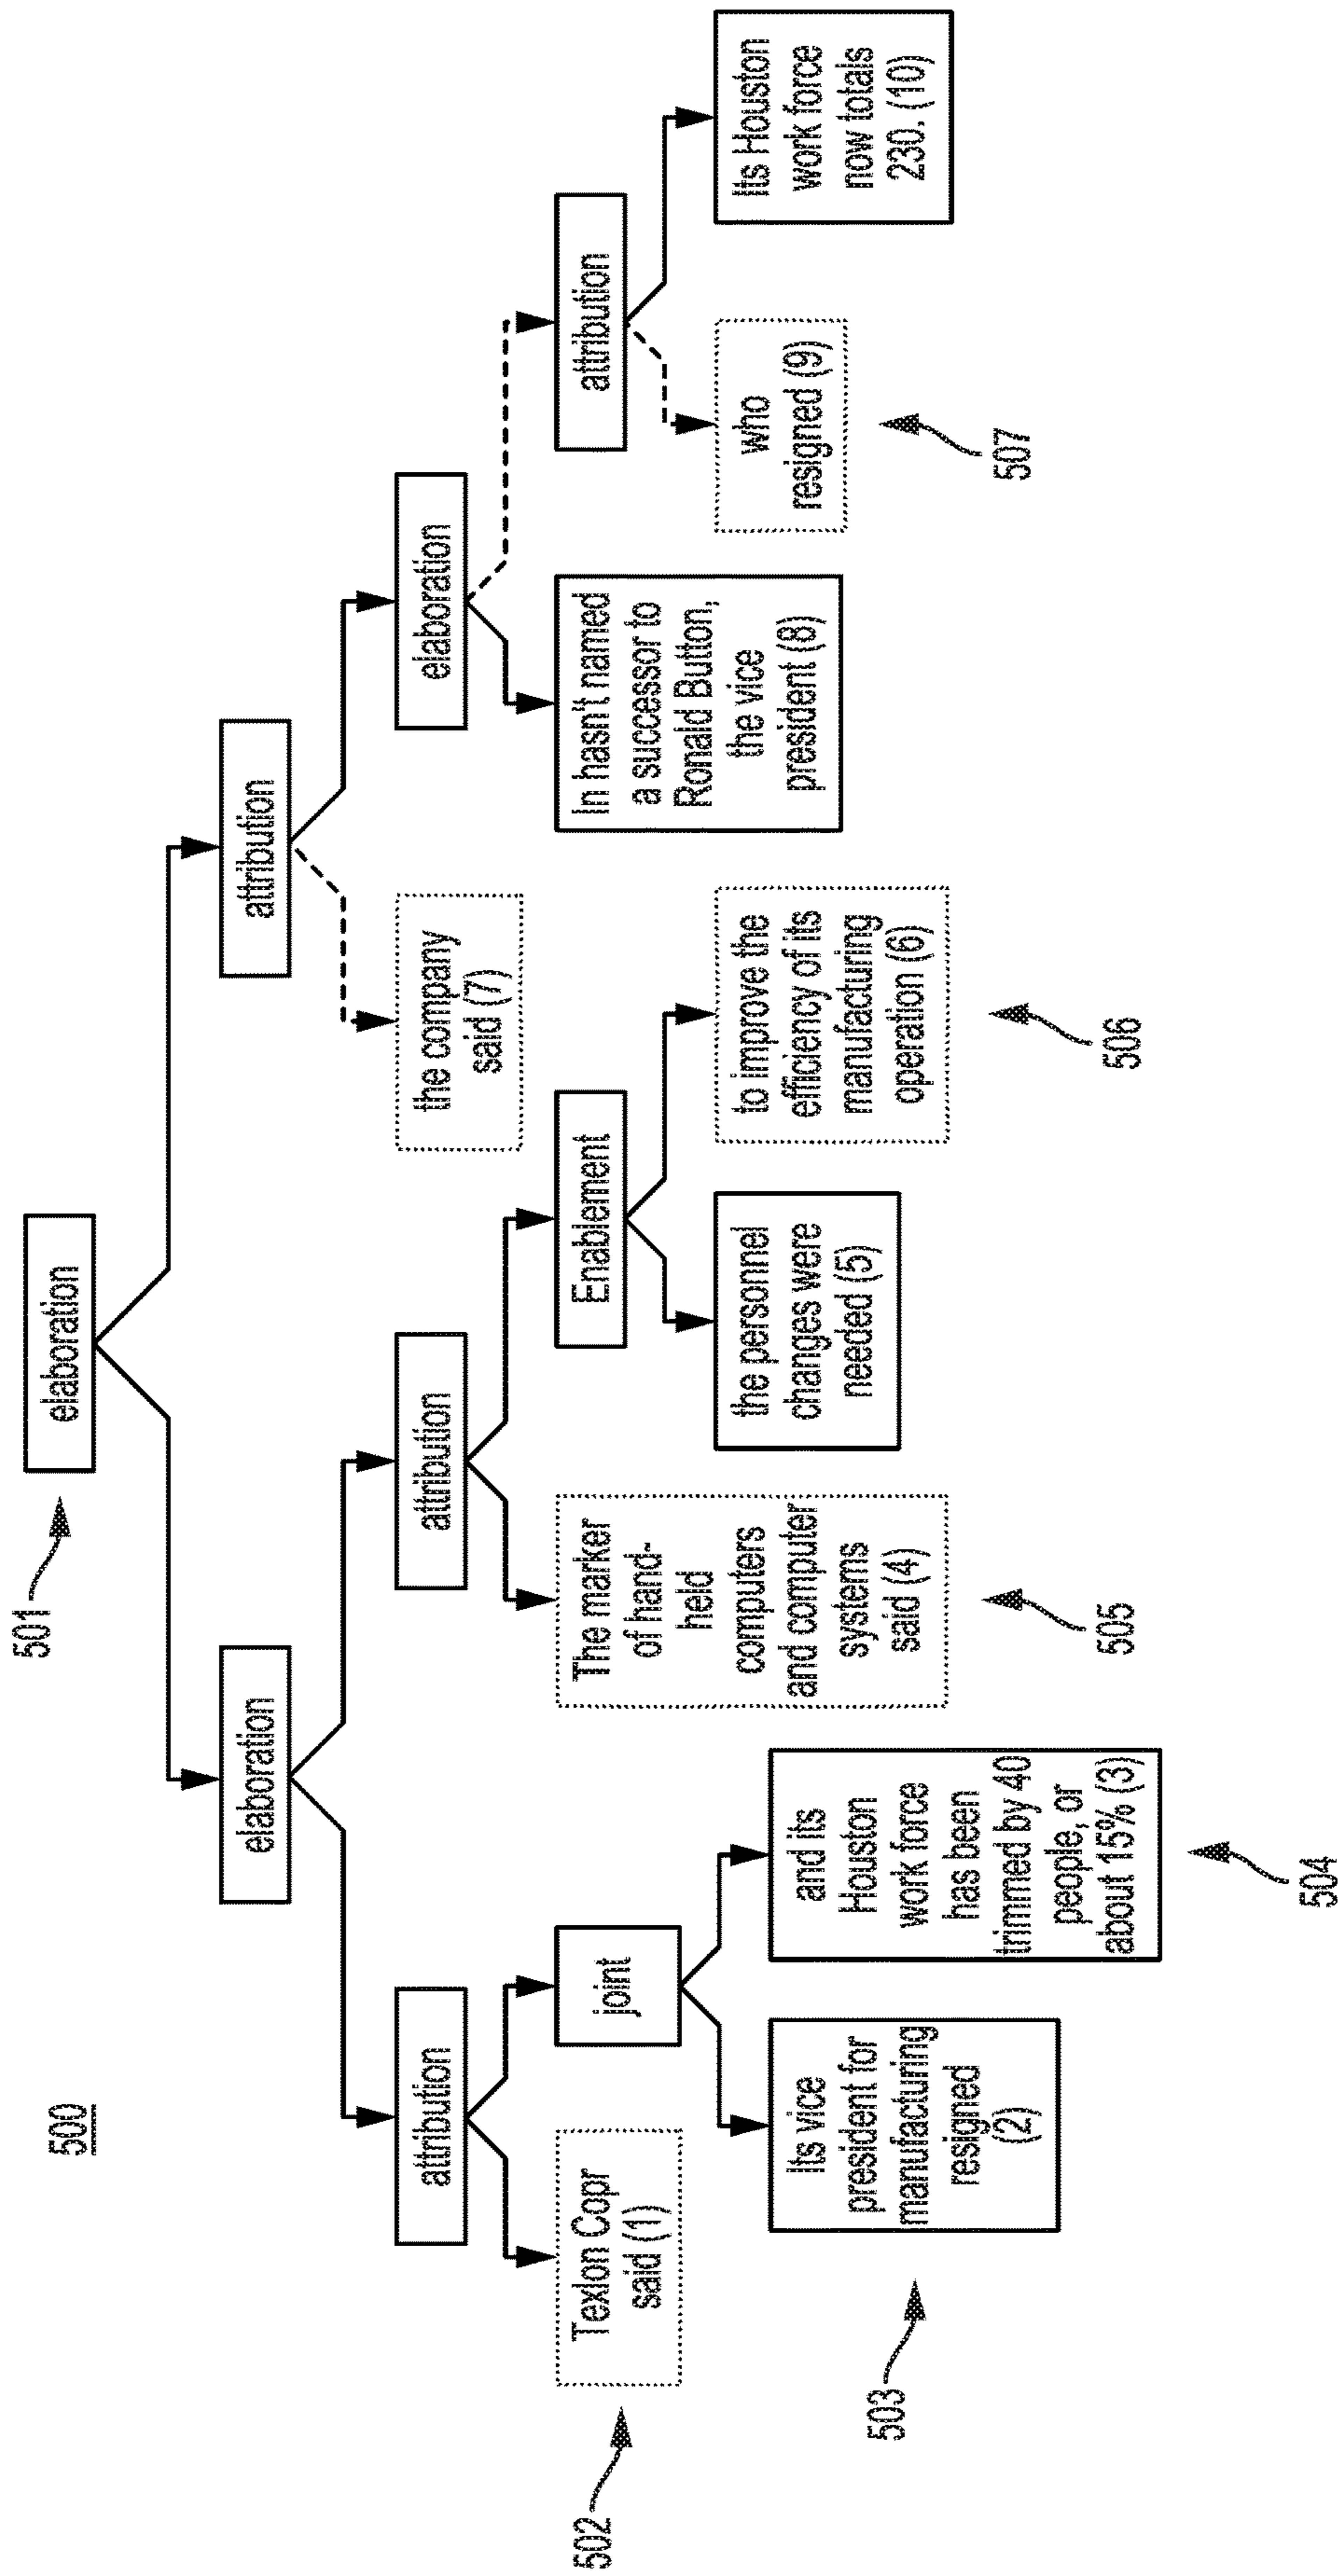 500
501
elaboration
elaboration
attribution
attribution
attribution
the company
said (7)
elaboration
Texlon Copr
said (1)
joint
The marker
of hand-
held
computers
and computer
systems
said (4)
Enablement
In hasn't named
a successor to
Ronald Button,
the vice
president (8)
attribution
502
Its vice
president for
manufacturing
resigned
(2)
and its
Houston
work force
has been
trimmed by 40
people, or
about 15% (3)
the personnel
changes were
needed (5)
to improve the
efficiency of its
manufacturing
operation (6)
who
resigned (9)
Its Houston
work force
now totals
230. (10)
503
504
505
506
507